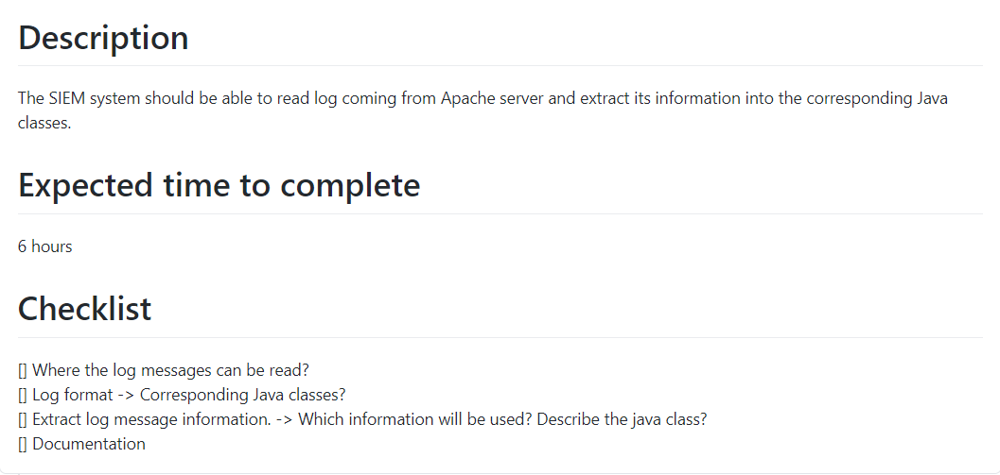 Description
The SIEM system should be able to read log coming from Apache server and extract its information into the corresponding Java
classes.
Expected time to complete
6 hours
Checklist
[] Where the log messages can be read?
[] Log format -> Corresponding Java classes?
[] Extract log message information. -> Which information will be used? Describe the java class?
[] Documentation